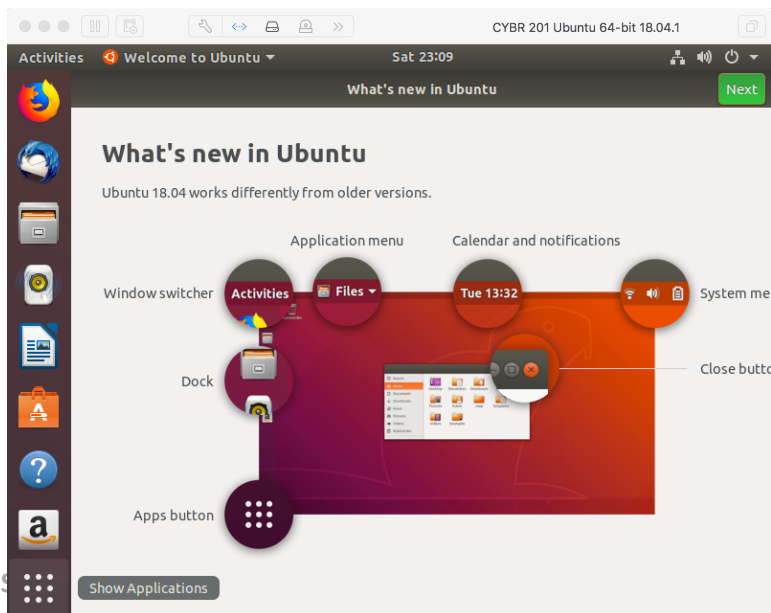 CYBR 201 Ubuntu 64-bit 18.04.1
Activities Welcome to Ubuntu Sat 23:09
What's new in Ubuntu Next
What's new in Ubuntu
Ubuntu 18.04 works differently from older versions.
Application menu Calendar and notifications
Window switcher Activities Files Tue 13:32 System me
Dock Close butto
Apps button
Show Applications